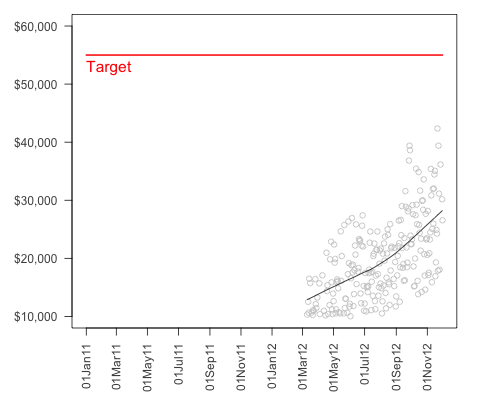 $60,000
Target
$50,000
$40,000
$30,000
$20,000
$10,000
01Jan11
01Mar11
01May11
01Jul11
01Sep11
01Nov11
01Jan12
01Mar12
01May12
01Jul12
01Sep12
01Nov12